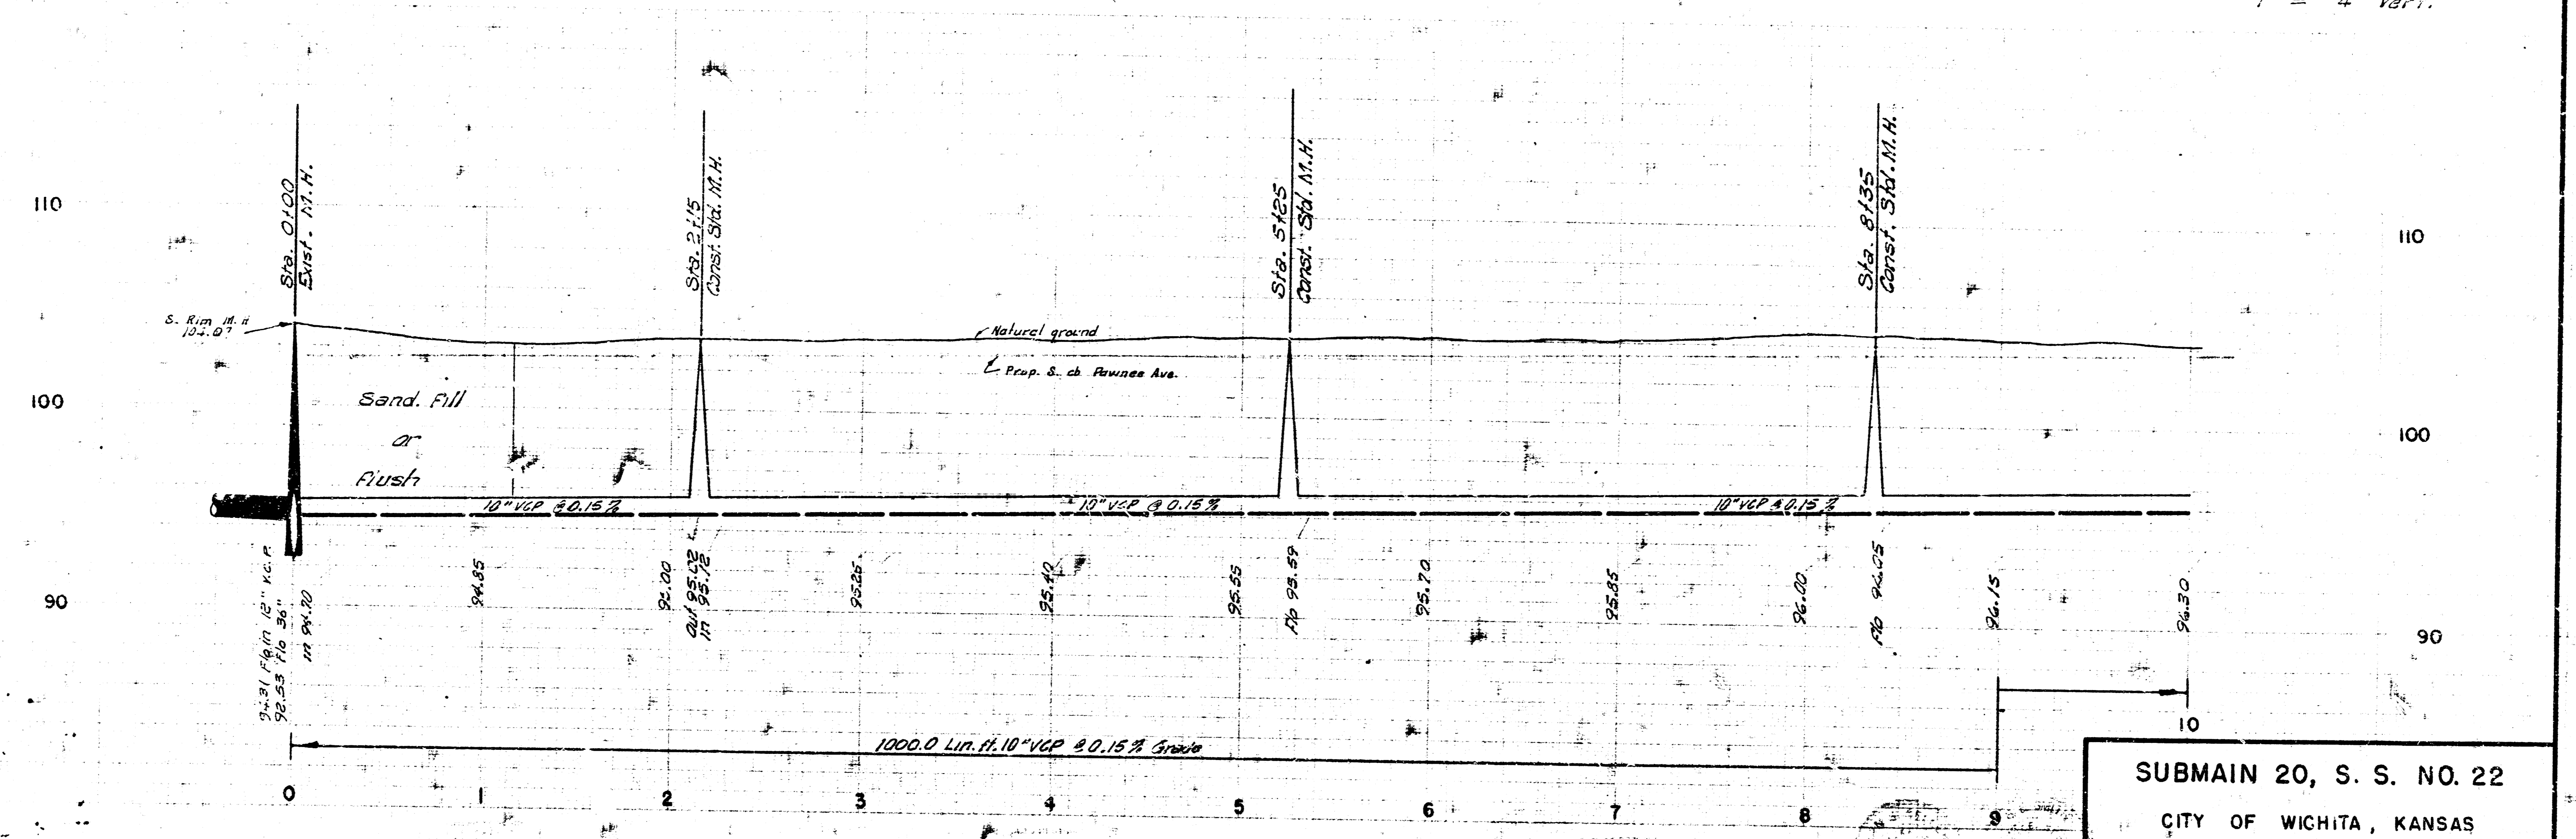 1" = 4' Vert.
Sta. 0+00
Exist. M.H.
Sta. 2+15
Const. Std. M.H.
Sta. 5+25
Const. Std. M.H.
Sta. 8+35
Const. Std. M.H.
110
110
S. Rim M.H
104.07
Natural ground
Prop. S. cb Pawnee Ave.
100
100
Sand. Fill
or
Flush
10" VCP @ 0.15%
10" VCP @ 0.15%
10" VCP @ 0.15%
90
90
94.31 Flo in 12" V.C.P.
92.53 Flo 36"
In 94.70
94.85
95.00
Out 95.02
In 95.12
95.25
95.40
95.55
Flo 95.59
95.70
95.85
96.00
Flo 96.05
96.15
96.30
1000.0 Lin. ft. 10" VCP @ 0.15% Grade
0
1
2
3
4
5
6
7
8
9
10
SUBMAIN 20, S. S. NO. 22
CITY OF WICHITA, KANSAS